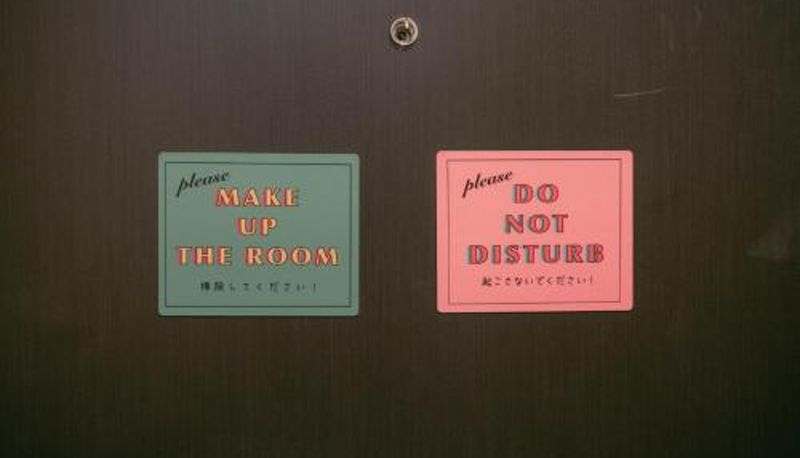 please
MAKE
UP
THE ROOM
掃除してください!
please
DO
NOT
DISTURB
起こさないでください!